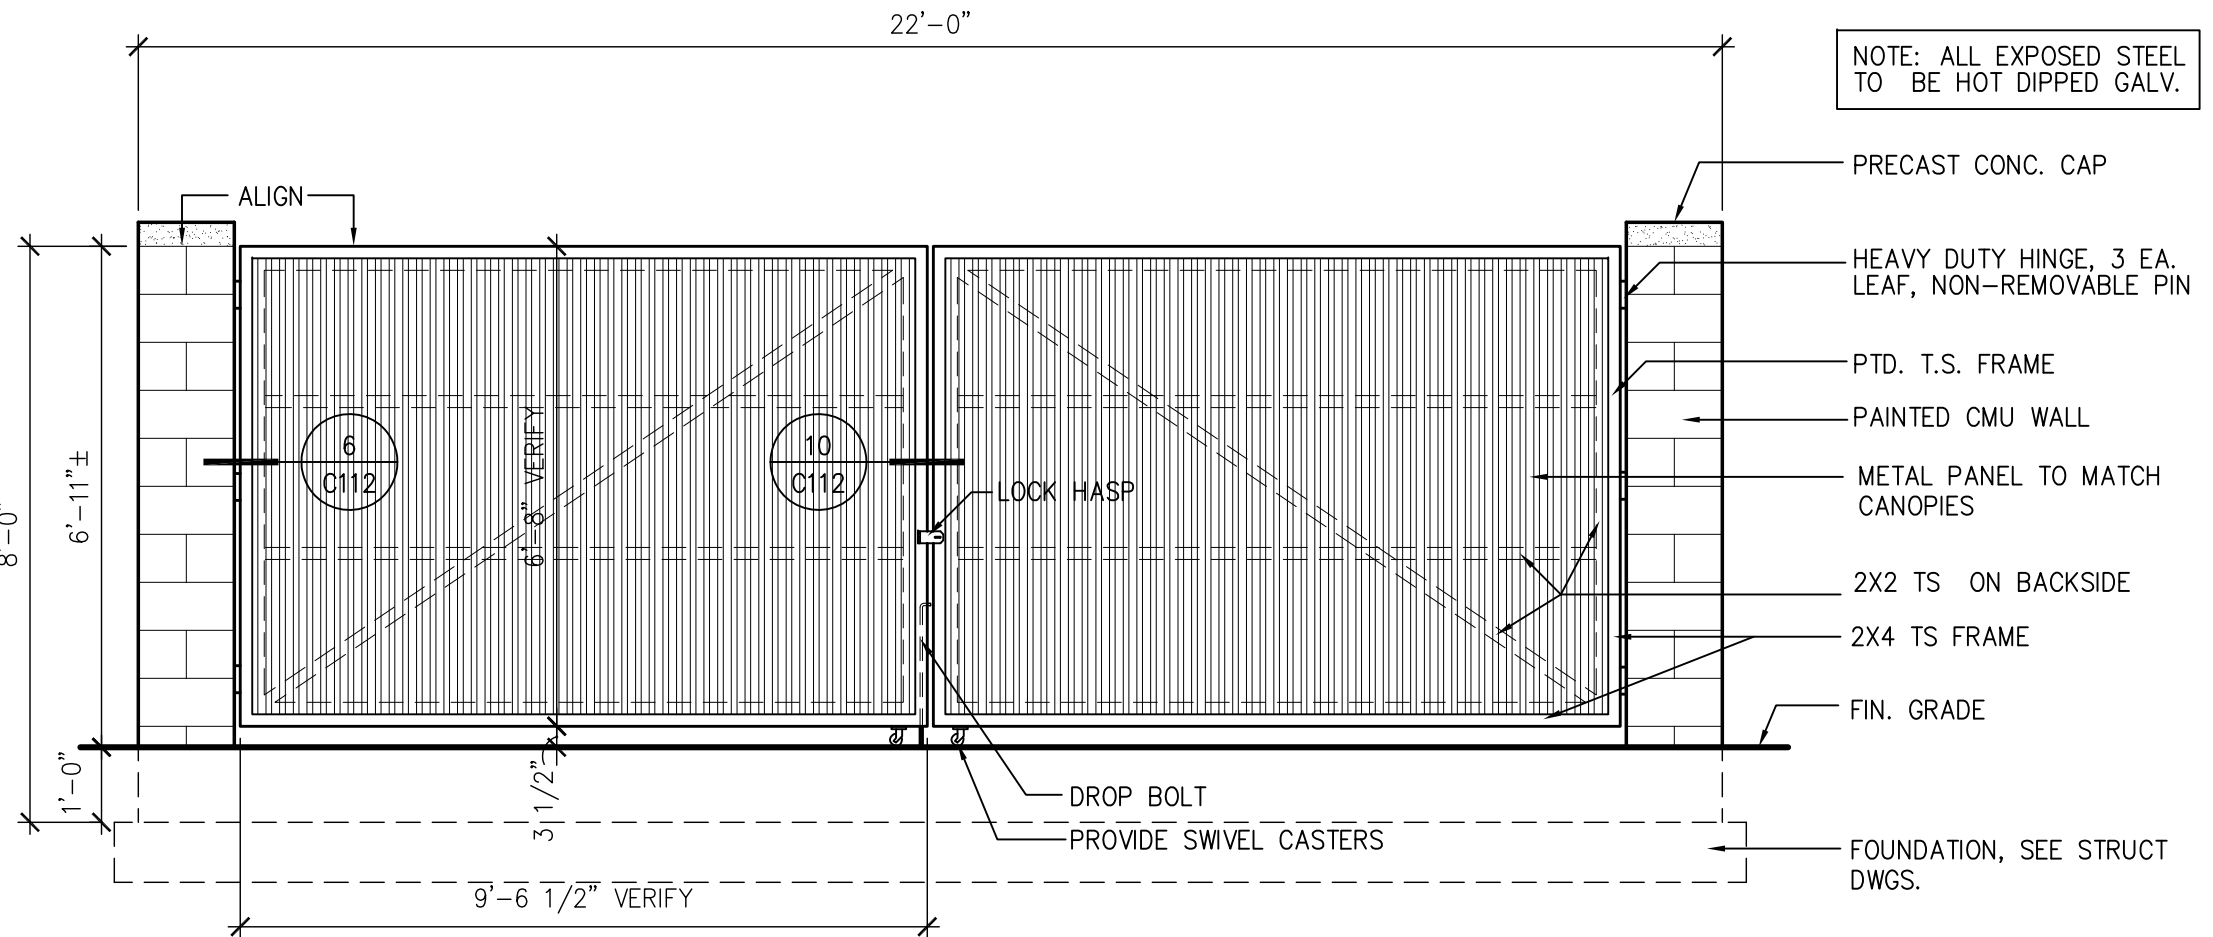 22'-0"
NOTE: ALL EXPOSED STEEL
TO BE HOT DIPPED GALV.
PRECAST CONC. CAP
ALIGN
HEAVY DUTY HINGE, 3 EA.
LEAF, NON-REMOVABLE PIN
PTD. T.S. FRAME
PAINTED CMU WALL
METAL PANEL TO MATCH
CANOPIES
2X2 TS ON BACKSIDE
2X4 TS FRAME
FIN. GRADE
FOUNDATION, SEE STRUCT
DWGS.
8'-0"
6'-11"±
1'-0"
6
C112
6'-8" VERIFY
10
C112
LOCK HASP
3 1/2"
DROP BOLT
PROVIDE SWIVEL CASTERS
9'-6 1/2" VERIFY